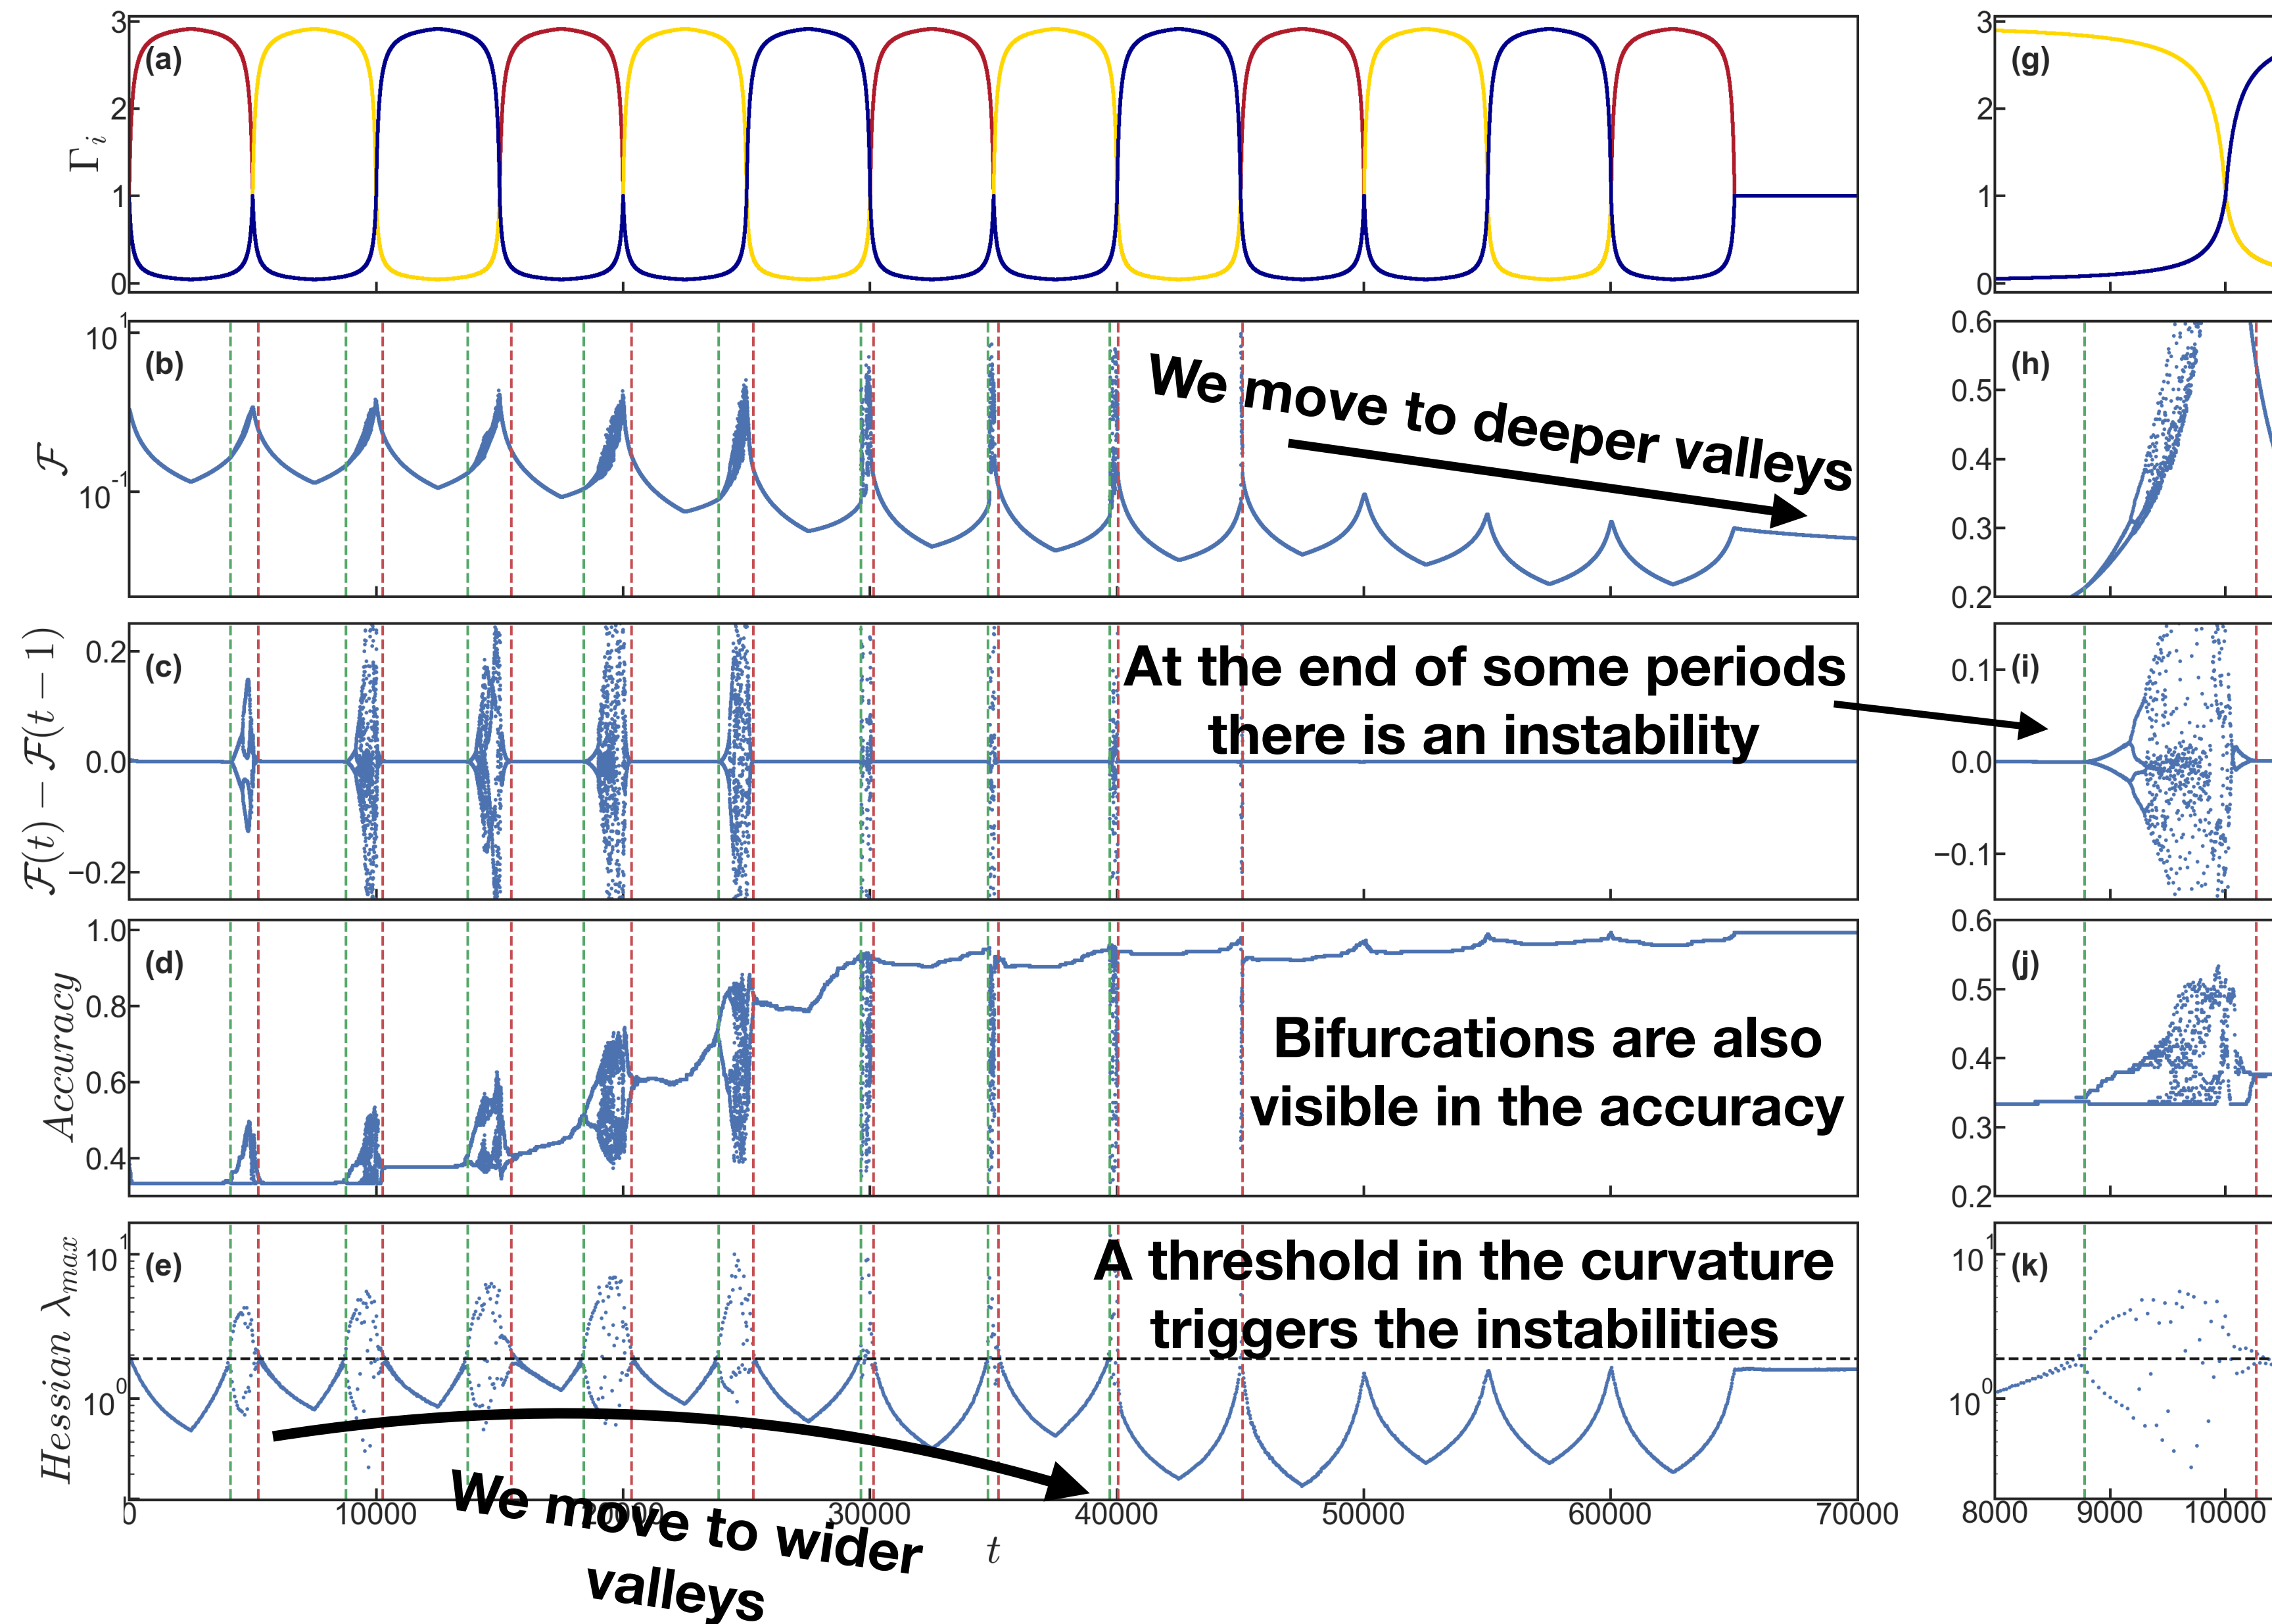 3
2
1
0
Γi
(a)
3
2
1
0
(g)
10^1
10^-1
F
(b)
We move to deeper valleys
0.6
0.5
0.4
0.3
0.2
(h)
0.2
0.0
−0.2
F(t) − F(t − 1)
(c)
At the end of some periods
there is an instability
0.1
0.0
−0.1
(i)
1.0
0.8
0.6
0.4
Accuracy
(d)
Bifurcations are also
visible in the accuracy
0.6
0.5
0.4
0.3
0.2
(j)
10^1
10^0
Hessian λmax
(e)
A threshold in the curvature
triggers the instabilities
We move to wider
valleys
10^1
10^0
(k)
0 10000 20000 30000 40000 50000 60000 70000
t
8000 9000 10000